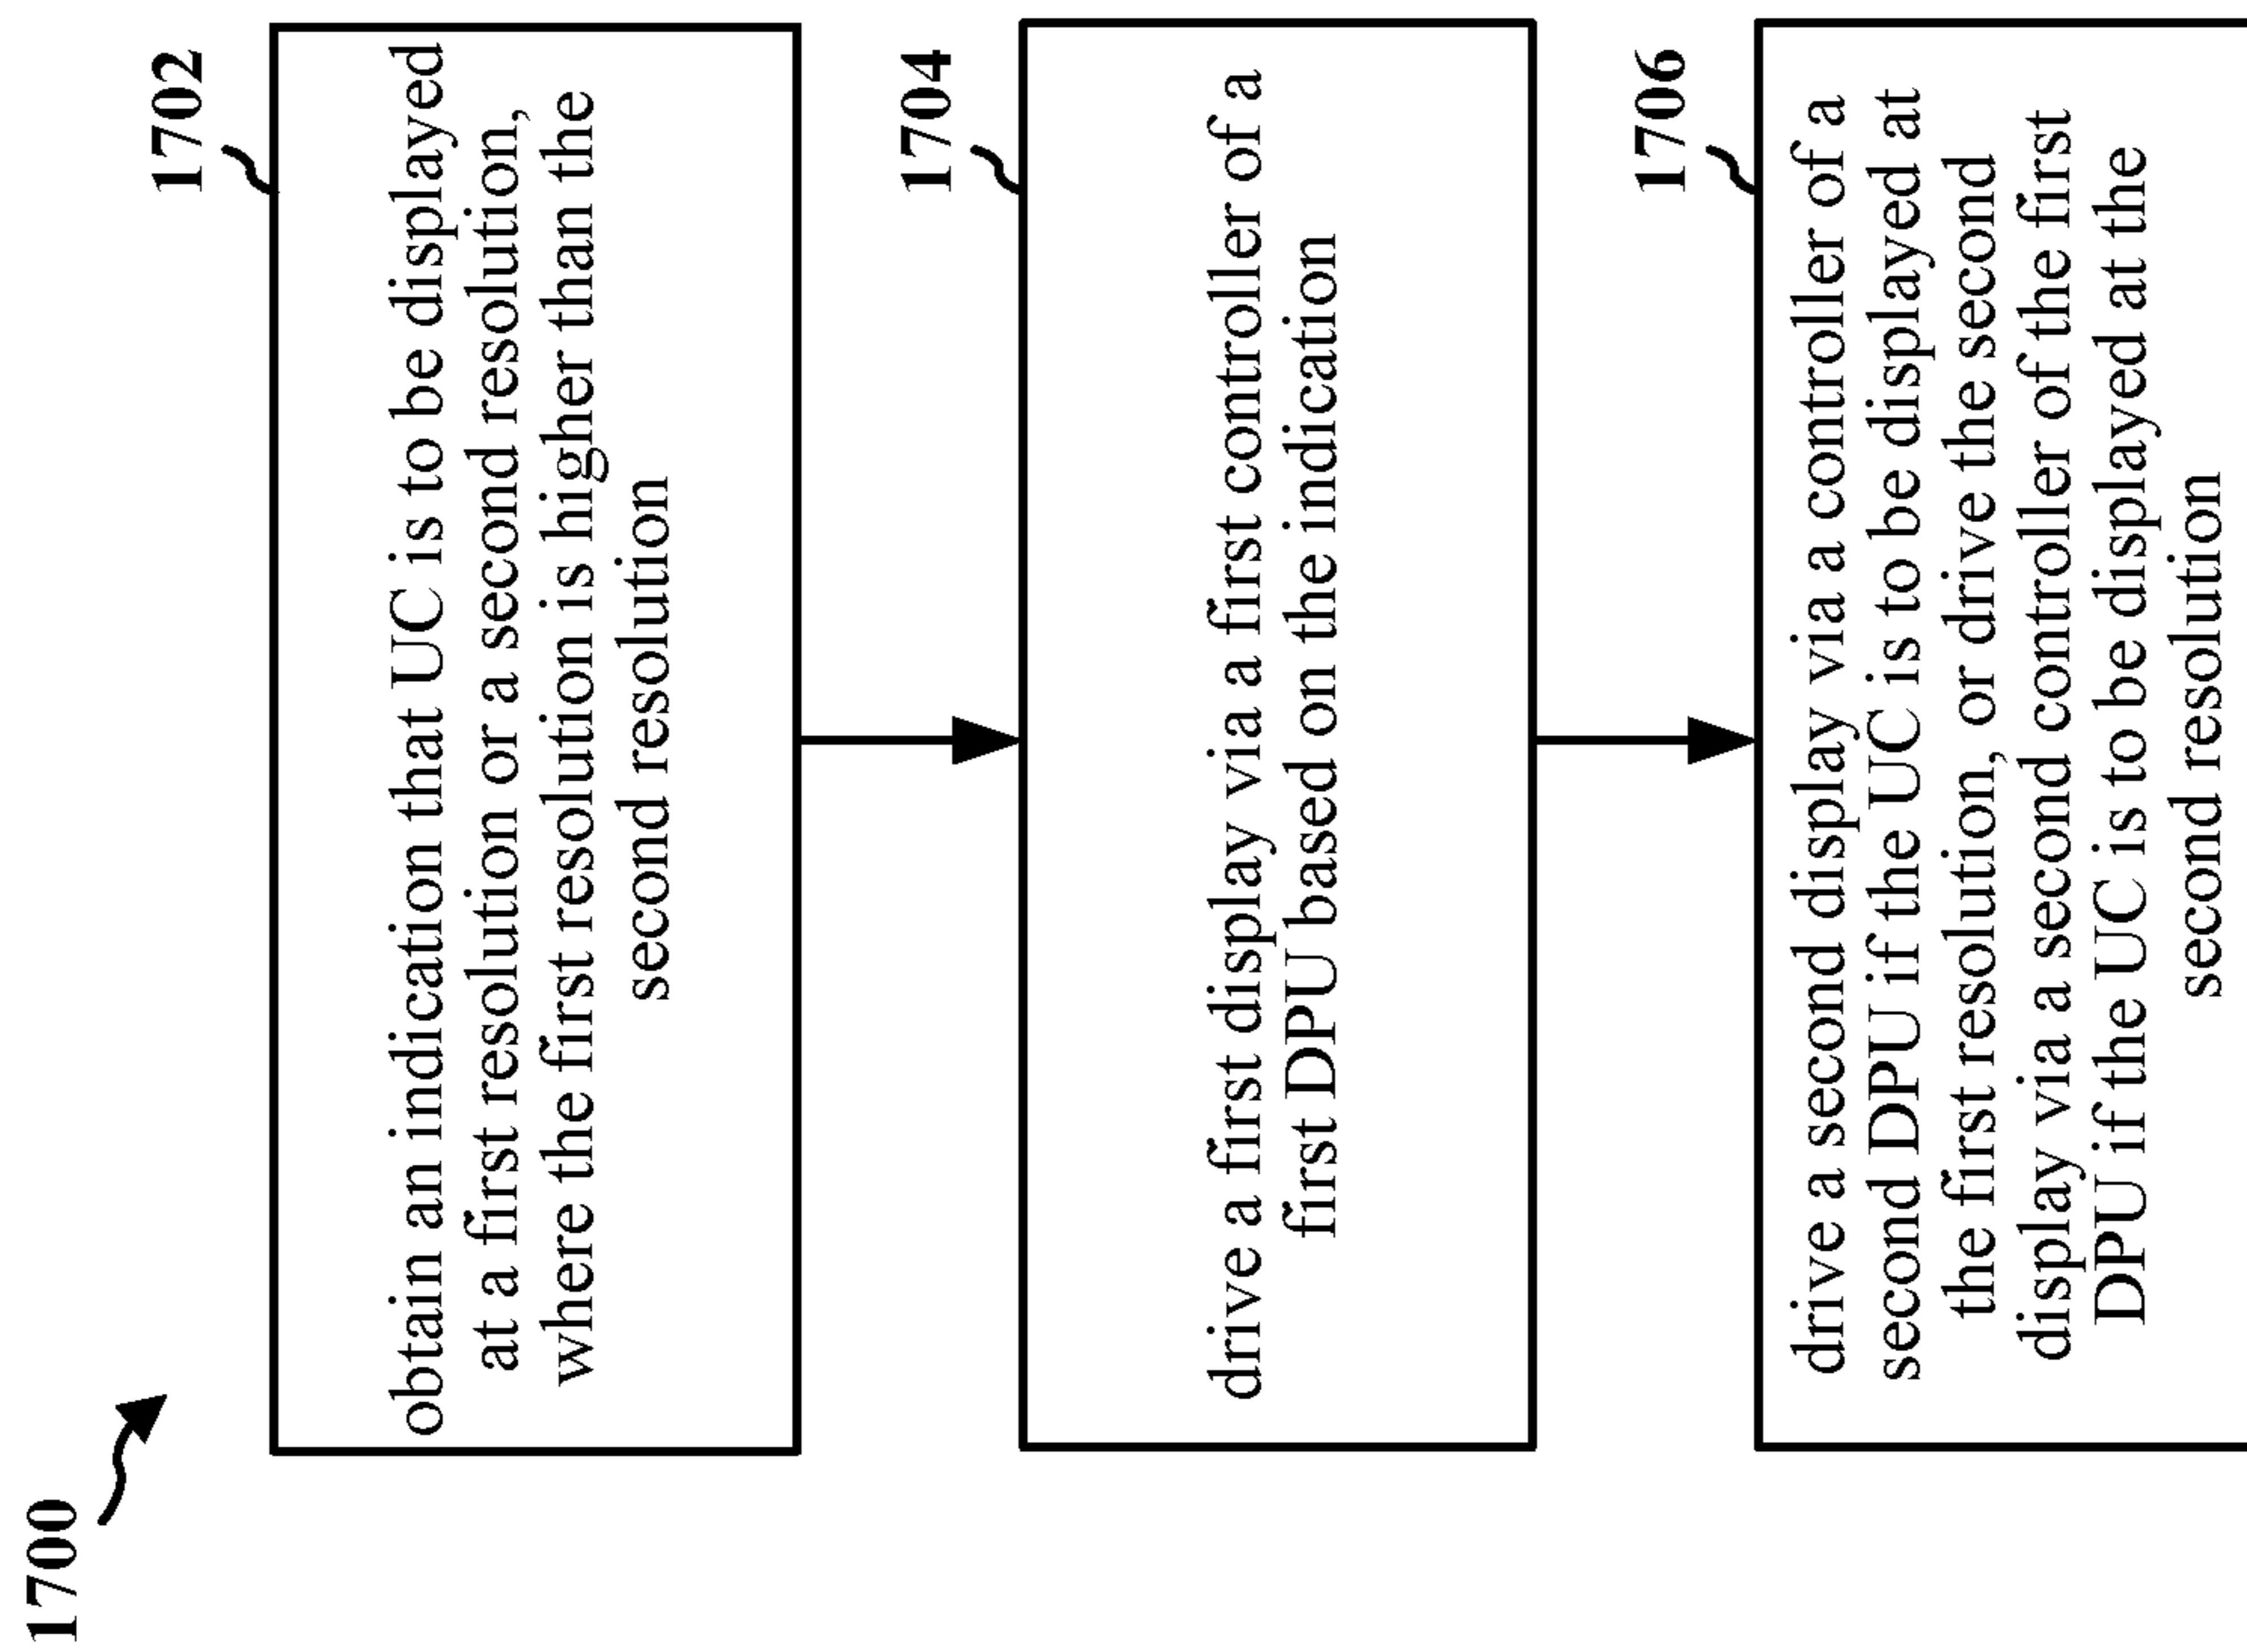 1700
1702
obtain an indication that UC is to be displayed
at a first resolution or a second resolution,
where the first resolution is higher than the
second resolution
1704
drive a first display via a first controller of a
first DPU based on the indication
1706
drive a second display via a controller of a
second DPU if the UC is to be displayed at
the first resolution, or drive the second
display via a second controller of the first
DPU if the UC is to be displayed at the
second resolution